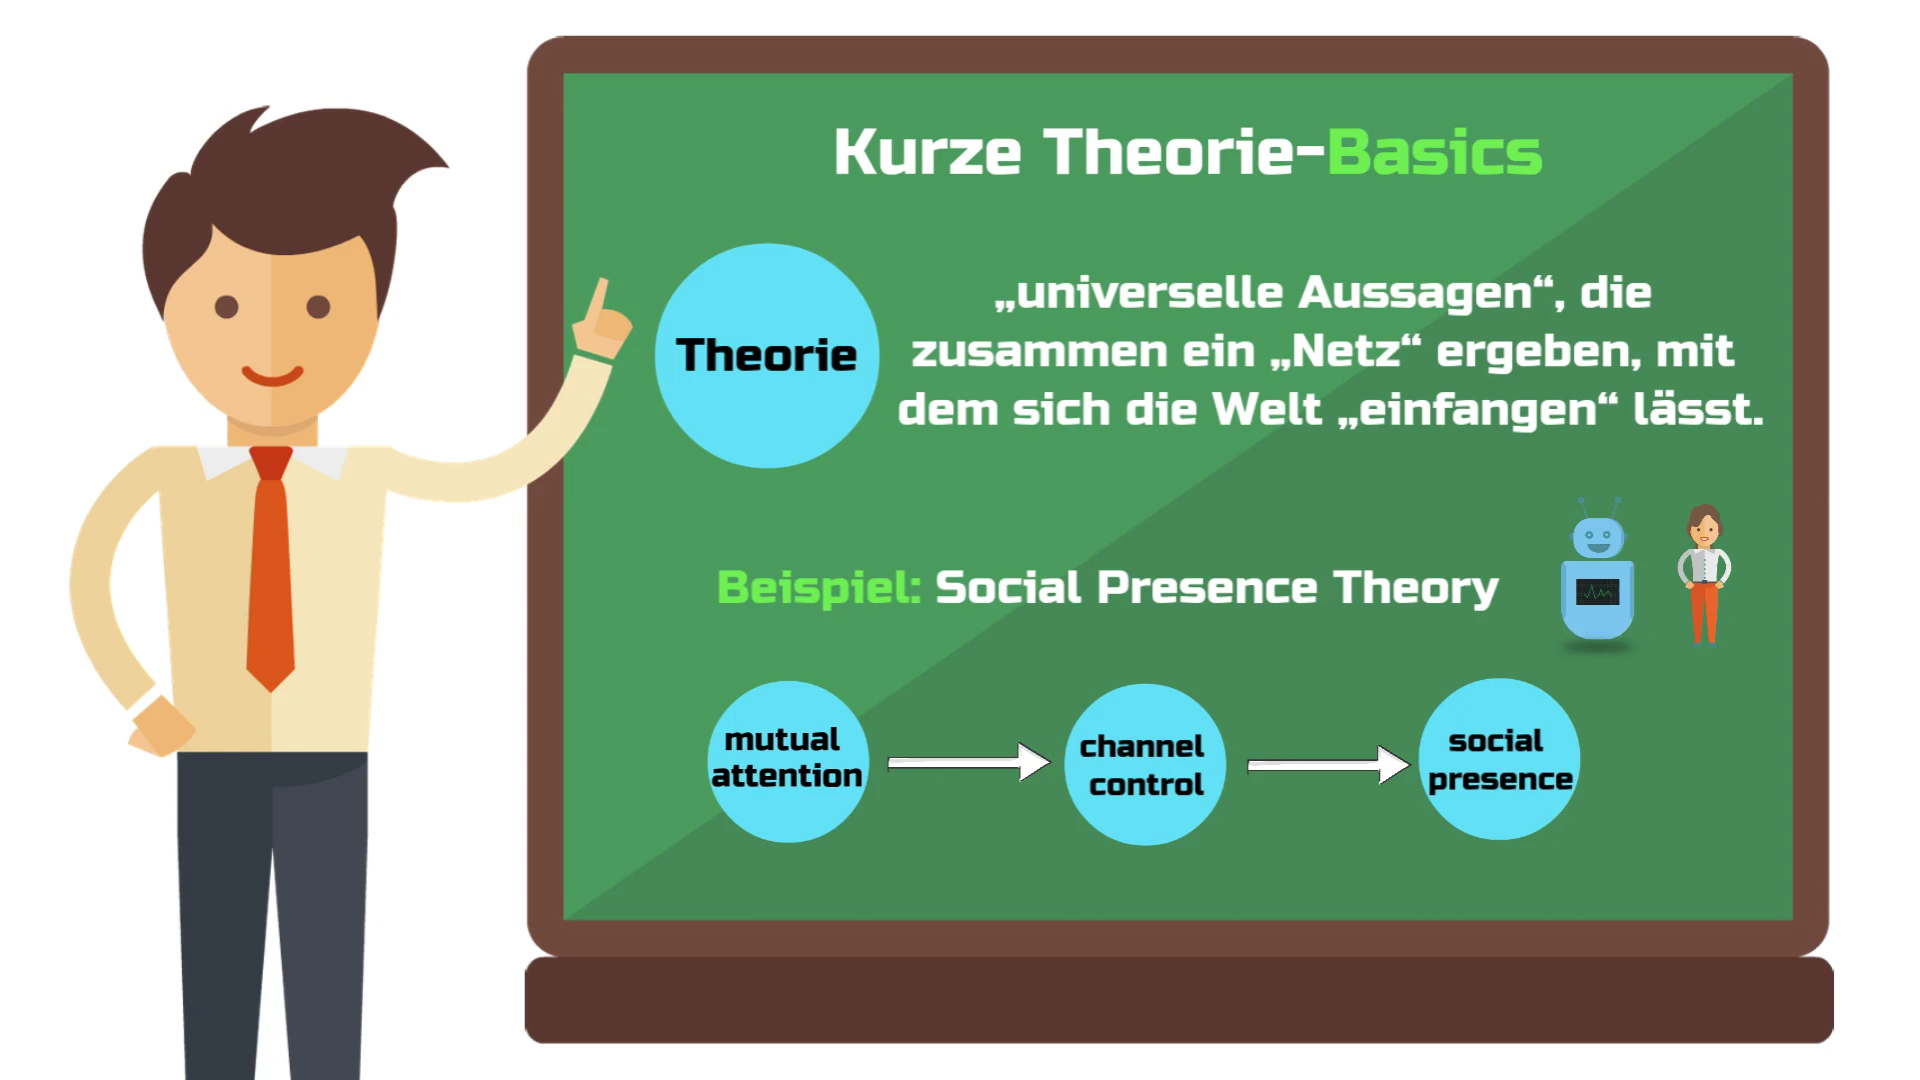 Kurze Theorie-Basics
Theorie
„universelle Aussagen“, die
zusammen ein „Netz“ ergeben, mit
dem sich die Welt „einfangen“ lässt.
Beispiel: Social Presence Theory
mutual
attention
channel
control
social
presence